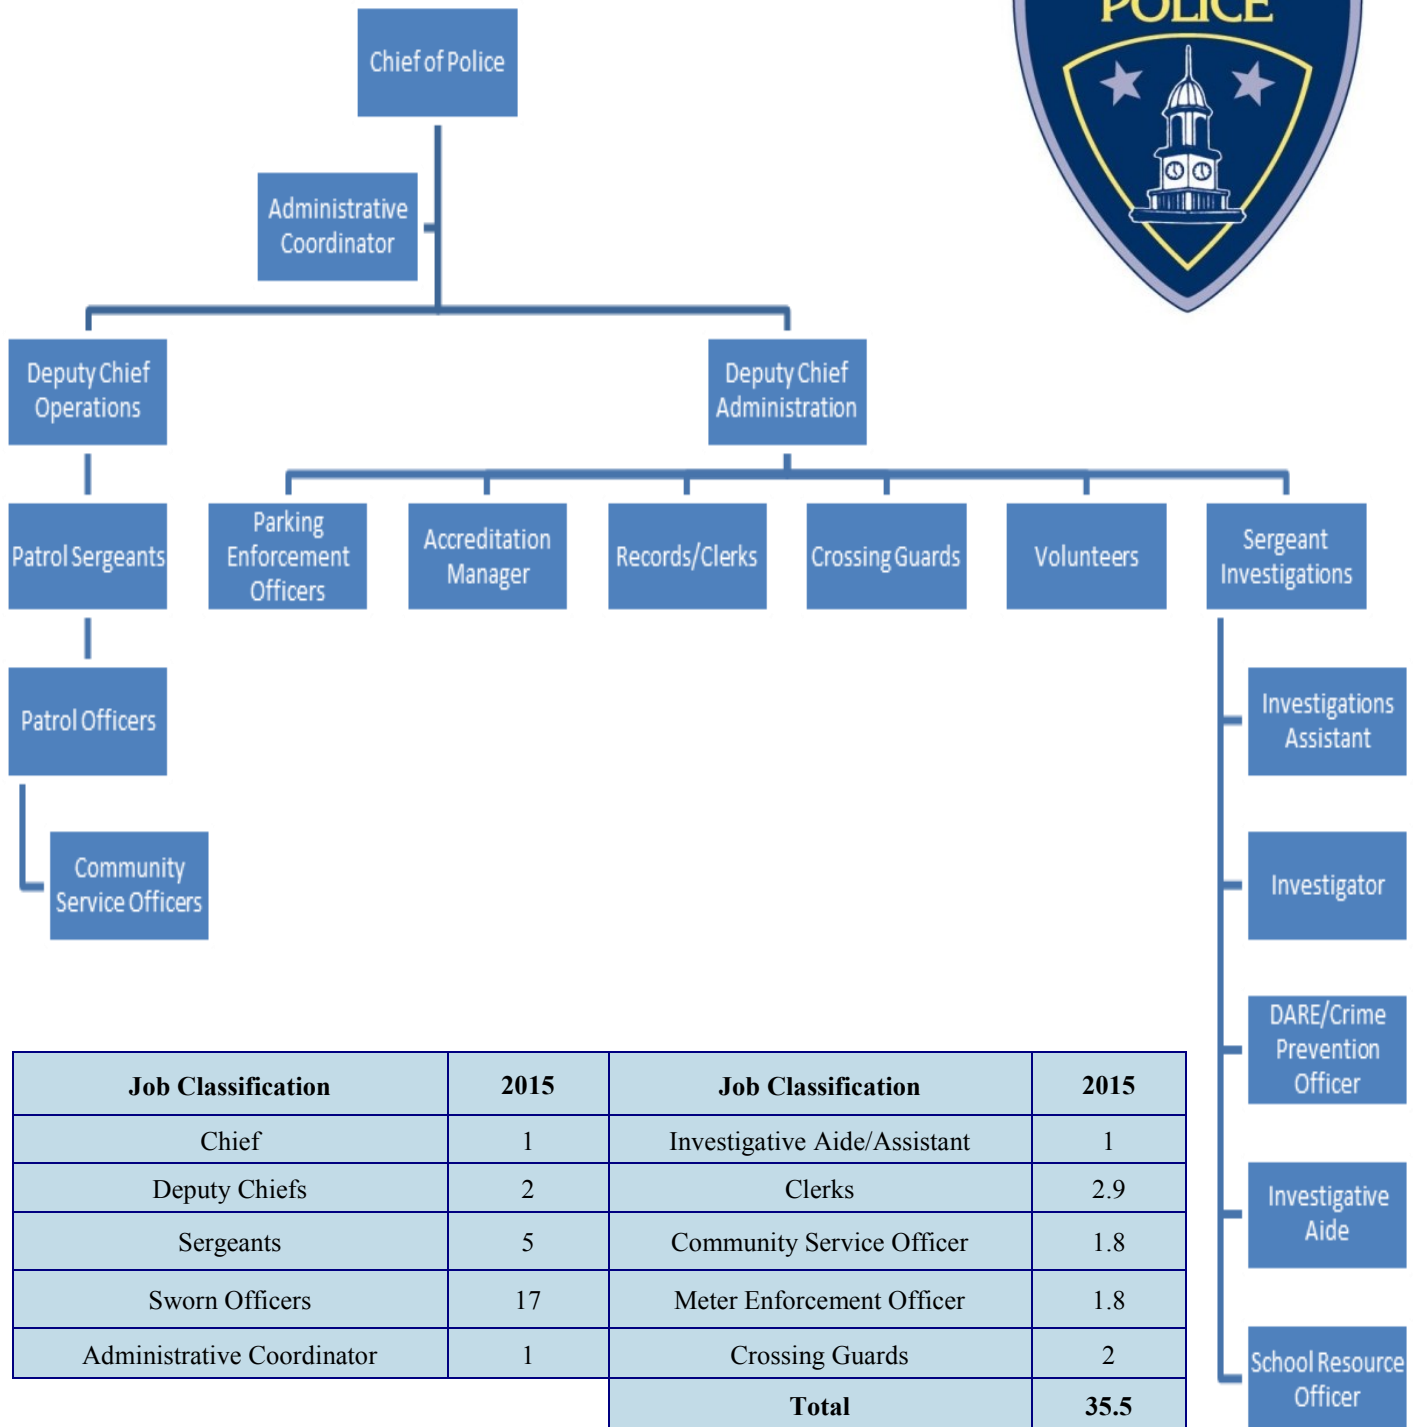 POLICE
Chief of Police
Administrative
Coordinator
Deputy Chief
Operations
Deputy Chief
Administration
Patrol Sergeants
Parking
Enforcement
Officers
Accreditation
Manager
Records/Clerks
Crossing Guards
Volunteers
Sergeant
Investigations
Patrol Officers
Community
Service Officers
Investigations
Assistant
Investigator
DARE/Crime
Prevention
Officer
Investigative
Aide
School Resource
Officer
Job Classification 2015 Job Classification 2015
Chief 1 Investigative Aide/Assistant 1
Deputy Chiefs 2 Clerks 2.9
Sergeants 5 Community Service Officer 1.8
Sworn Officers 17 Meter Enforcement Officer 1.8
Administrative Coordinator 1 Crossing Guards 2
Total 35.5